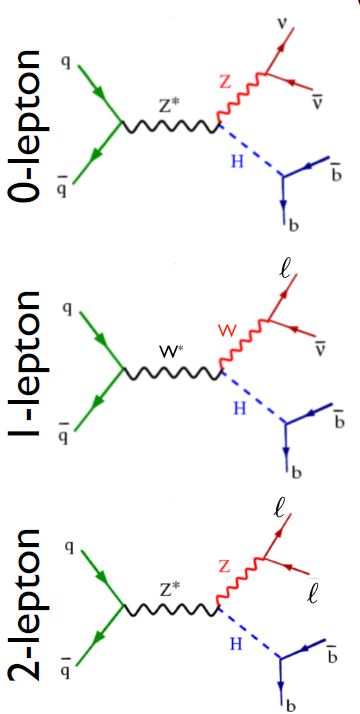 0-lepton
q
q̅
Z*
Z
H
ν
ν̅
b̅
b
1-lepton
q
q̅
W*
W
H
ℓ
ν̅
b̅
b
2-lepton
q
q̅
Z*
Z
H
ℓ
ℓ̅
b̅
b